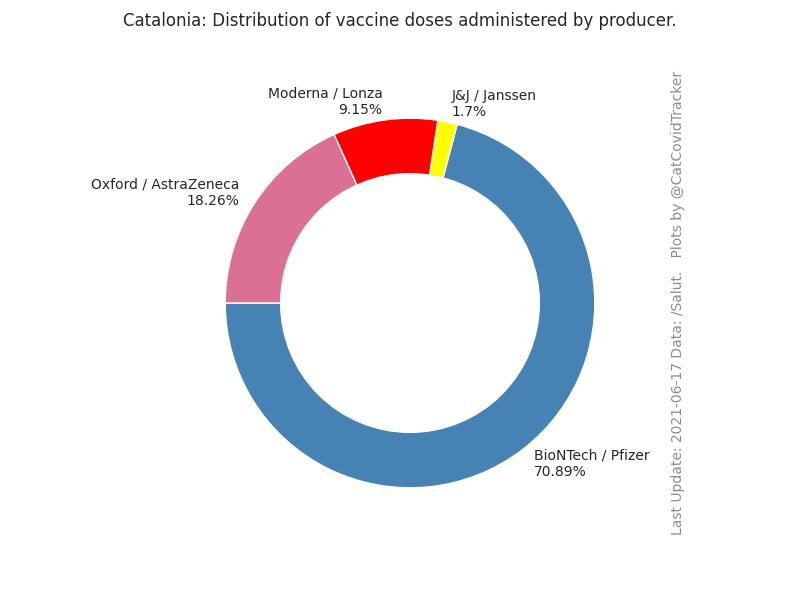 Catalonia: Distribution of vaccine doses administered by producer.
Moderna / Lonza
9.15%
J&J / Janssen
1.7%
Oxford / AstraZeneca
18.26%
BioNTech / Pfizer
70.89%
Last Update: 2021-06-17 Data: /Salut.   Plots by @CatCovidTracker